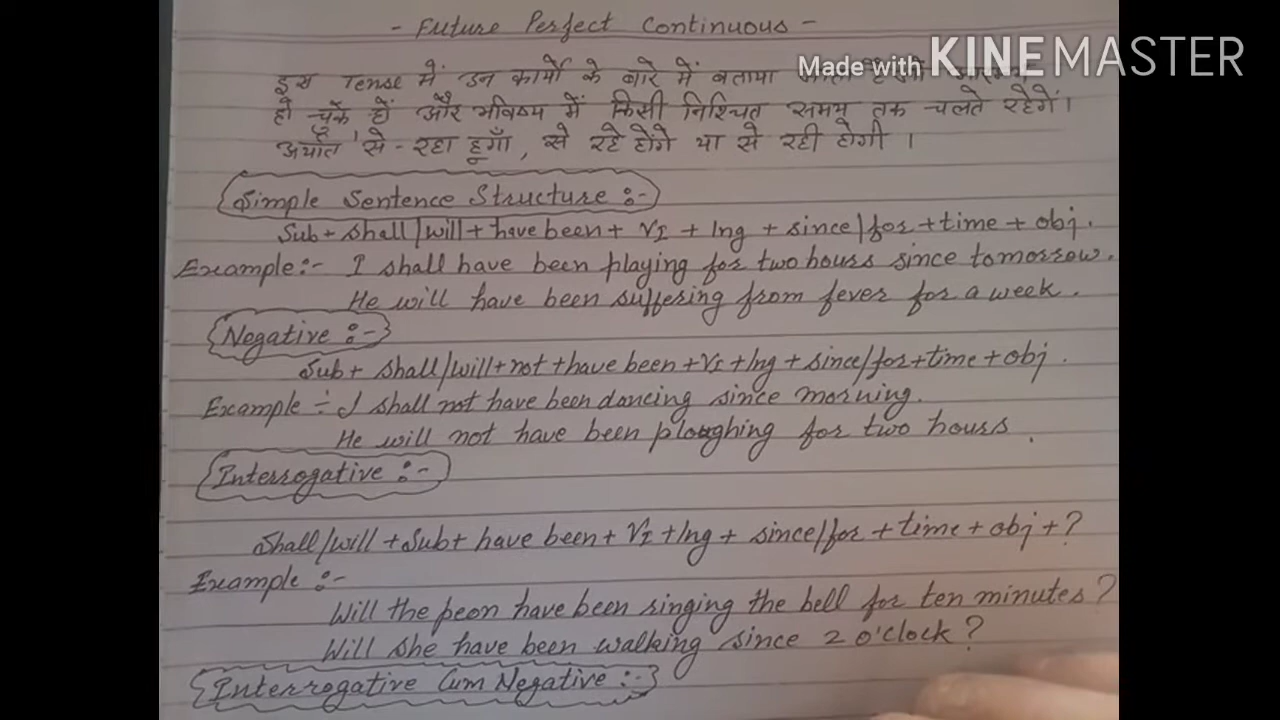 - Future Perfect Continuous -
Made with KINEMASTER
इस Tense में उन कार्यो के बारे में बताया
हो चूकें हों और भविष्य में किसी निश्चित समय तक चलते रहेगें।
अर्थात से - रहा हूगाँ, से रहे होंगे या से रही होगी ।
Simple Sentence Structure :-
Sub + shall/will + have been + VI + Ing + since/for + time + obj.
Example :- I shall have been playing for two hours since tomorrow.
He will have been suffering from fever for a week.
Negative :-
Sub + shall/will + not + have been + VI + Ing + since/for + time + obj.
Example :- I shall not have been dancing since morning.
He will not have been ploughing for two hours.
Interrogative :-
Shall/will + Sub + have been + VI + Ing + since/for + time + obj + ?
Example :-
Will the peon have been singing the bell for ten minutes ?
Will she have been walking since 2 o'clock ?
Interrogative Cum Negative :-